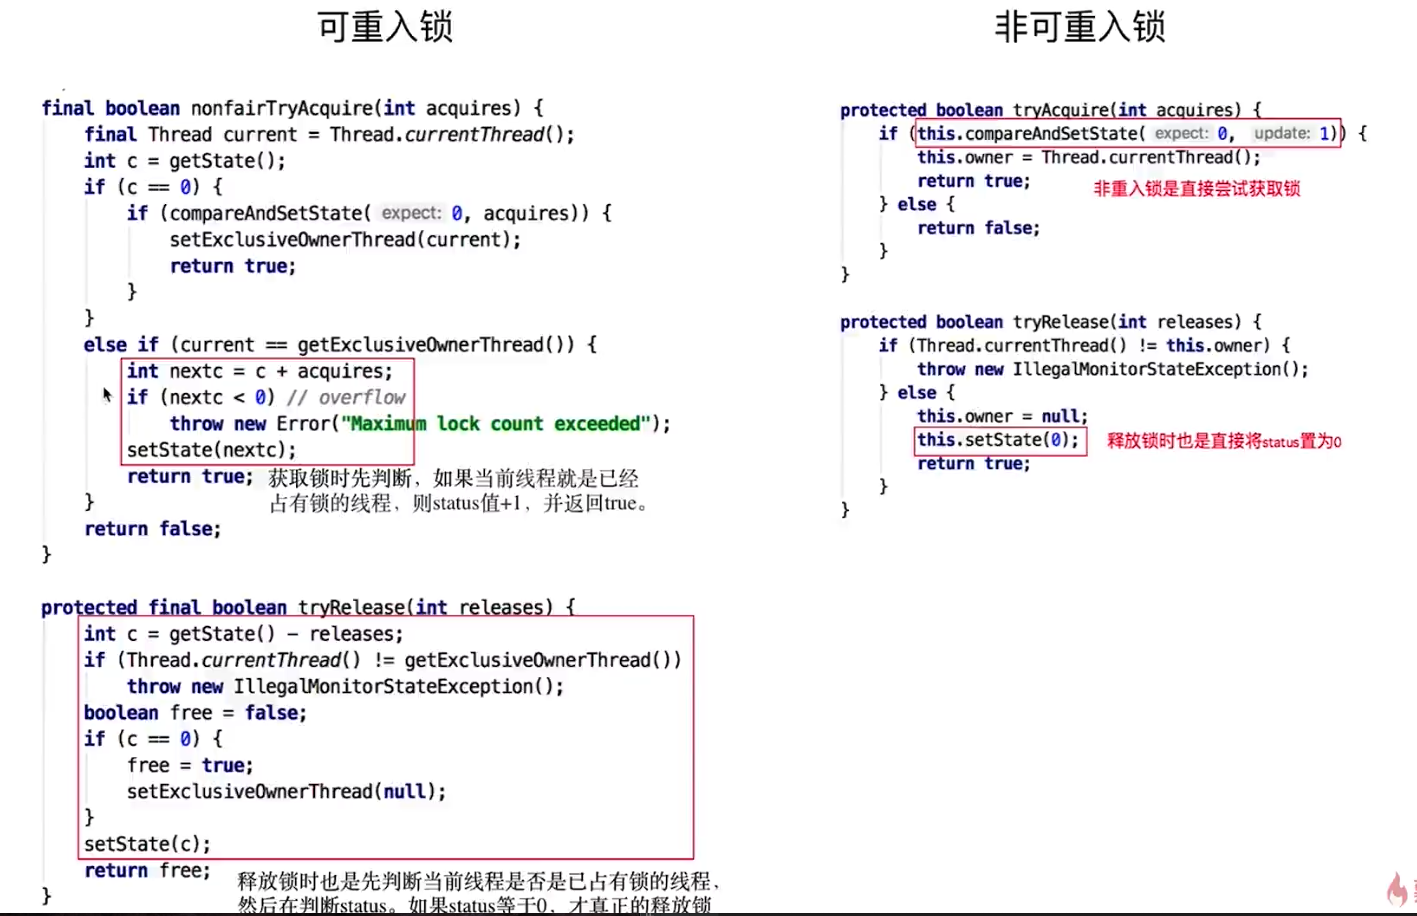 可重入锁
final boolean nonfairTryAcquire(int acquires) {
final Thread current = Thread.currentThread();
int c = getState();
if (c == 0) {
if (compareAndSetState( expect: 0, acquires)) {
setExclusiveOwnerThread(current);
return true;
}
}
else if (current == getExclusiveOwnerThread()) {
int nextc = c + acquires;
if (nextc < 0) // overflow
throw new Error("Maximum lock count exceeded");
setState(nextc);
return true;
获取锁时先判断，如果当前线程就是已经
占有锁的线程，则status值+1，并返回true。
}
return false;
}
protected final boolean tryRelease(int releases) {
int c = getState() - releases;
if (Thread.currentThread() != getExclusiveOwnerThread())
throw new IllegalMonitorStateException();
boolean free = false;
if (c == 0) {
free = true;
setExclusiveOwnerThread(null);
}
setState(c);
return free;
}
释放锁时也是先判断当前线程是否是已占有锁的线程，
然后在判断status。如果status等于0，才真正的释放锁
非可重入锁
protected boolean tryAcquire(int acquires) {
if (this.compareAndSetState( expect: 0, update: 1)) {
this.owner = Thread.currentThread();
return true;
非重入锁是直接尝试获取锁
} else {
return false;
}
}
protected boolean tryRelease(int releases) {
if (Thread.currentThread() != this.owner) {
throw new IllegalMonitorStateException();
} else {
this.owner = null;
this.setState(0);
释放锁时也是直接将status置为0
return true;
}
}